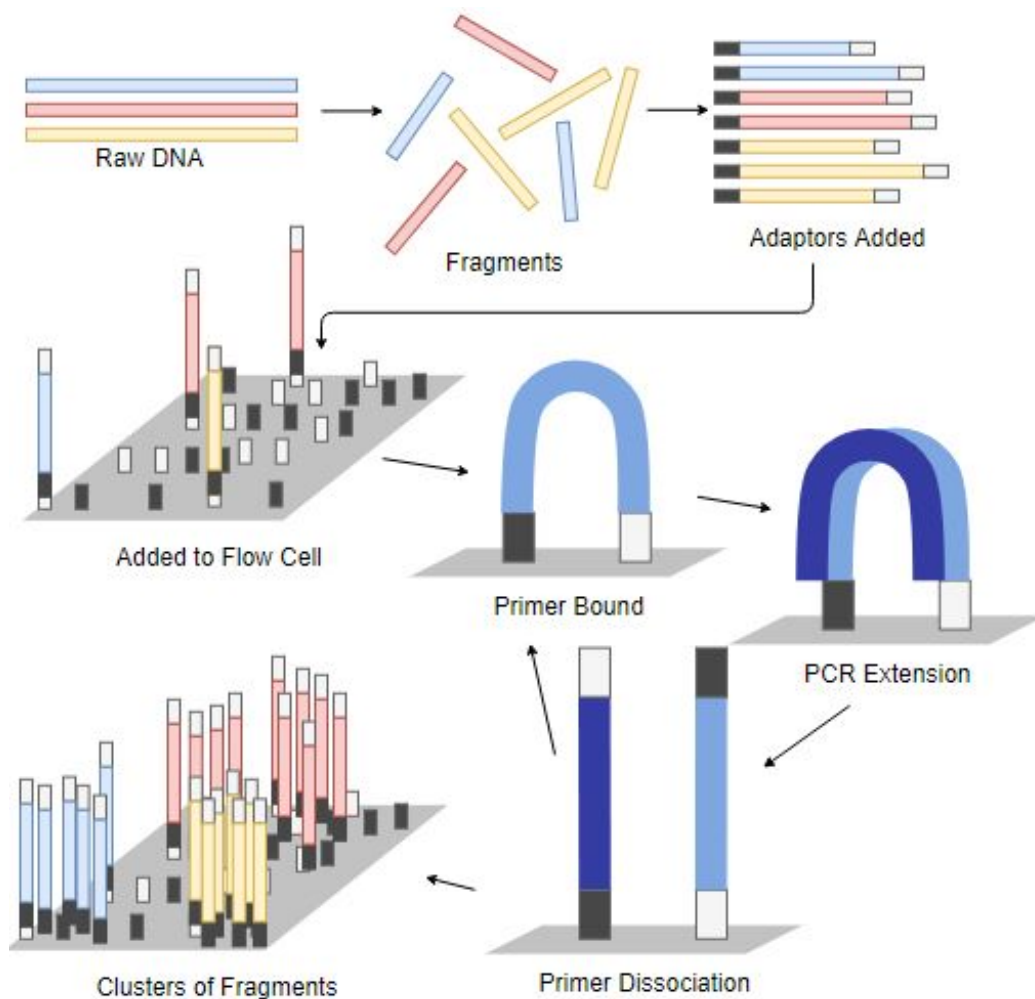 Raw DNA
Fragments
Adaptors Added
Added to Flow Cell
Primer Bound
PCR Extension
Primer Dissociation
Clusters of Fragments